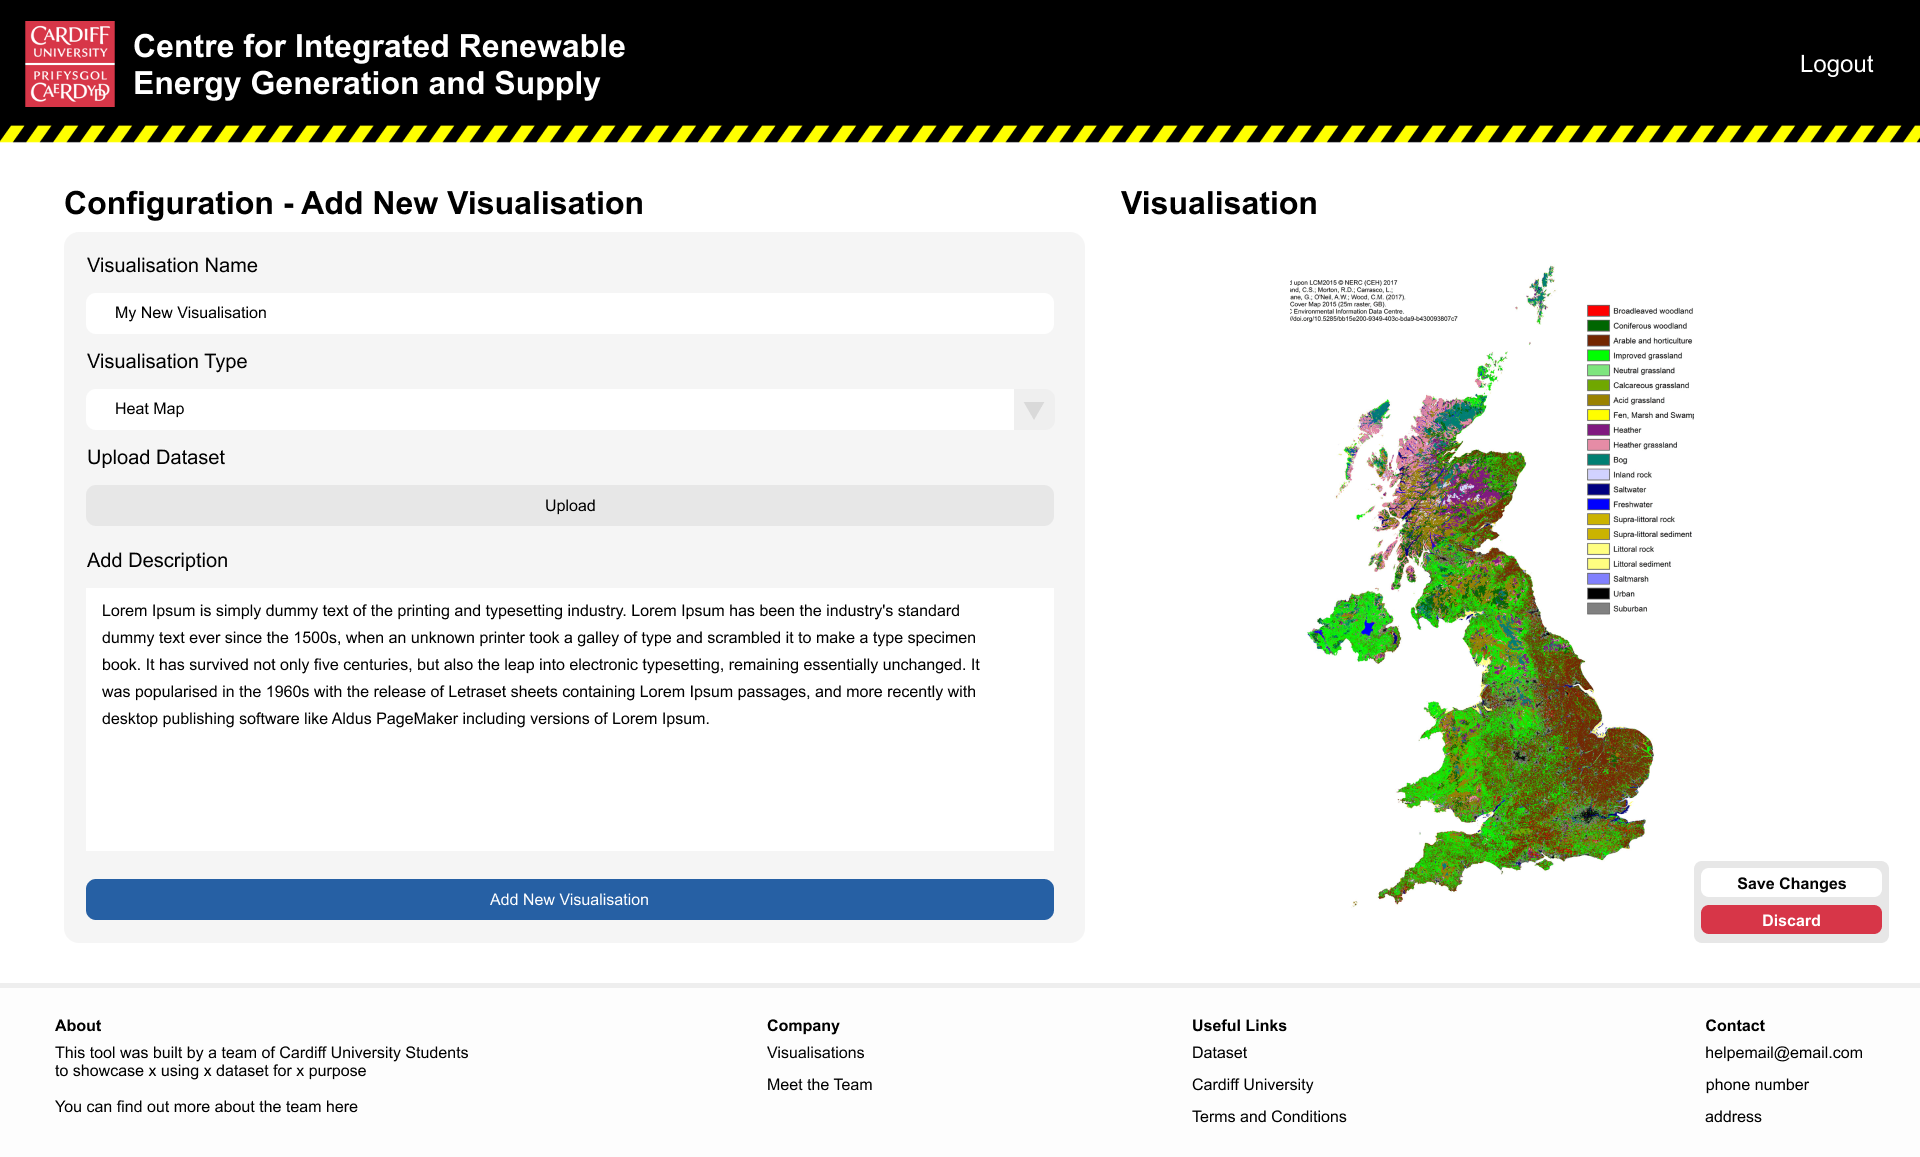 CARDIFF
UNIVERSITY
PRIFYSGOL
CAERDYDD
Centre for Integrated Renewable
Energy Generation and Supply
Logout
Configuration - Add New Visualisation
Visualisation Name
My New Visualisation
Visualisation Type
Heat Map
Upload Dataset
Upload
Add Description
Lorem Ipsum is simply dummy text of the printing and typesetting industry. Lorem Ipsum has been the industry's standard
dummy text ever since the 1500s, when an unknown printer took a galley of type and scrambled it to make a type specimen
book. It has survived not only five centuries, but also the leap into electronic typesetting, remaining essentially unchanged. It
was popularised in the 1960s with the release of Letraset sheets containing Lorem Ipsum passages, and more recently with
desktop publishing software like Aldus PageMaker including versions of Lorem Ipsum.
Add New Visualisation
Visualisation
upon LCM2015 © NERC (CEH) 2017
C.S.; Morton, R.D.; Carrasco, L.;
G.; O'Neil, A.W.; Wood, C.M. (2017).
Cover Map 2015 (25m raster, GB).
Environmental Information Data Centre.
/doi.org/10.5285/bb15e200-9349-403c-bda9-b430093807c7
Broadleaved woodland
Coniferous woodland
Arable and horticulture
Improved grassland
Neutral grassland
Calcareous grassland
Acid grassland
Fen, Marsh and Swamp
Heather
Heather grassland
Bog
Inland rock
Saltwater
Freshwater
Supra-littoral rock
Supra-littoral sediment
Littoral rock
Littoral sediment
Saltmarsh
Urban
Suburban
Save Changes
Discard
About
This tool was built by a team of Cardiff University Students
to showcase x using x dataset for x purpose
You can find out more about the team here
Company
Visualisations
Meet the Team
Useful Links
Dataset
Cardiff University
Terms and Conditions
Contact
helpemail@email.com
phone number
address